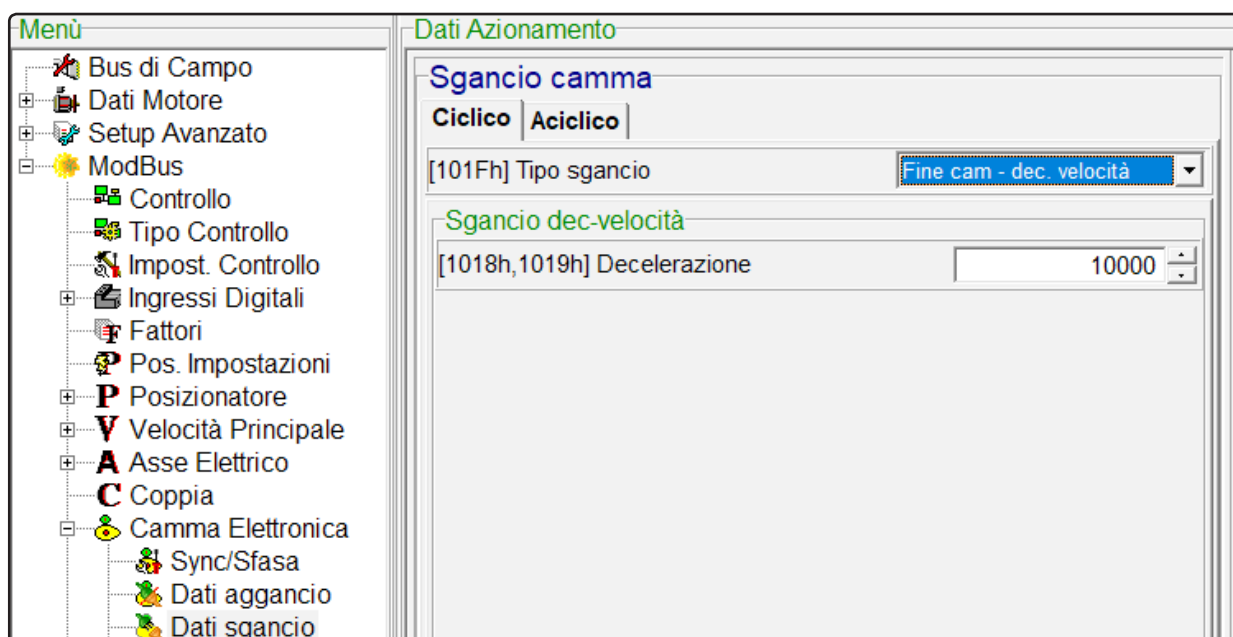 Menù
Bus di Campo
Dati Motore
Setup Avanzato
ModBus
Controllo
Tipo Controllo
Impost. Controllo
Ingressi Digitali
Fattori
Pos. Impostazioni
Posizionatore
Velocità Principale
Asse Elettrico
Coppia
Camma Elettronica
Sync/Sfasa
Dati aggancio
Dati sgancio
Dati Azionamento
Sgancio camma
Ciclico Aciclico
[101Fh] Tipo sgancio Fine cam - dec. velocità
Sgancio dec-velocità
[1018h,1019h] Decelerazione 10000